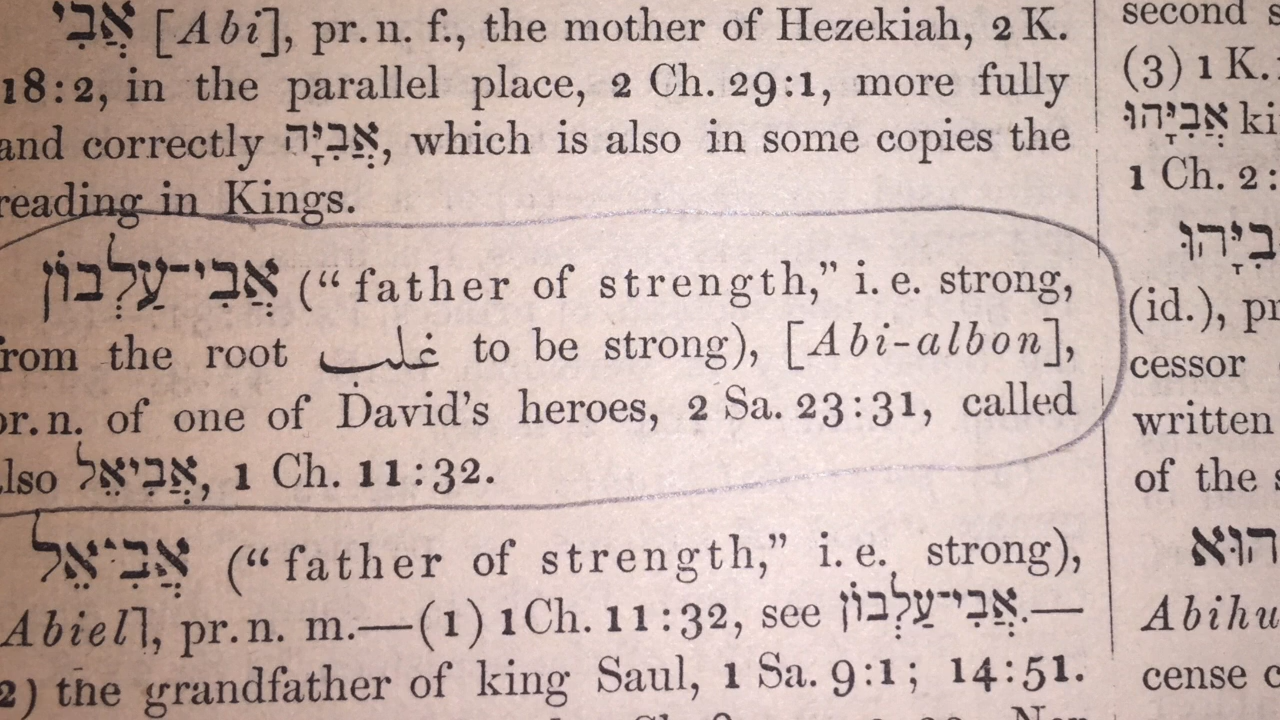 אֲבִי [Abi], pr. n. f., the mother of Hezekiah, 2 K.
18:2, in the parallel place, 2 Ch. 29:1, more fully
and correctly אֲבִיָּה, which is also in some copies the
reading in Kings.
אֲבִי־עַלְבוֹן (“father of strength,” i. e. strong,
from the root غلب to be strong), [Abi-albon],
pr. n. of one of David’s heroes, 2 Sa. 23:31, called
also אֲבִיאֵל, 1 Ch. 11:32.
אֲבִיאֵל (“father of strength,” i. e. strong),
Abiel], pr. n. m.—(1) 1 Ch. 11:32, see אֲבִי־עַלְבוֹן.—
2) the grandfather of king Saul, 1 Sa. 9:1; 14:51.
second
(3) 1 K.
אֲבִיָּהוּ
1 Ch. 2:
(id.),
cessor
written
of the
Abihu
cense